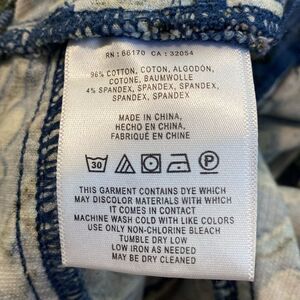 RN : 66170 CA : 32054
96% COTTON, COTON, ALGODÓN,
COTONE, BAUMWOLLE
4% SPANDEX, SPANDEX, SPANDEX,
SPANDEX, SPANDEX
MADE IN CHINA,
HECHO EN CHINA,
FABRIQUÉ EN CHINE
30 P
THIS GARMENT CONTAINS DYE WHICH
MAY DISCOLOR MATERIALS WITH WHICH
IT COMES IN CONTACT
MACHINE WASH COLD WITH LIKE COLORS
USE ONLY NON-CHLORINE BLEACH
TUMBLE DRY LOW
LOW IRON AS NEEDED
MAY BE DRY CLEANED